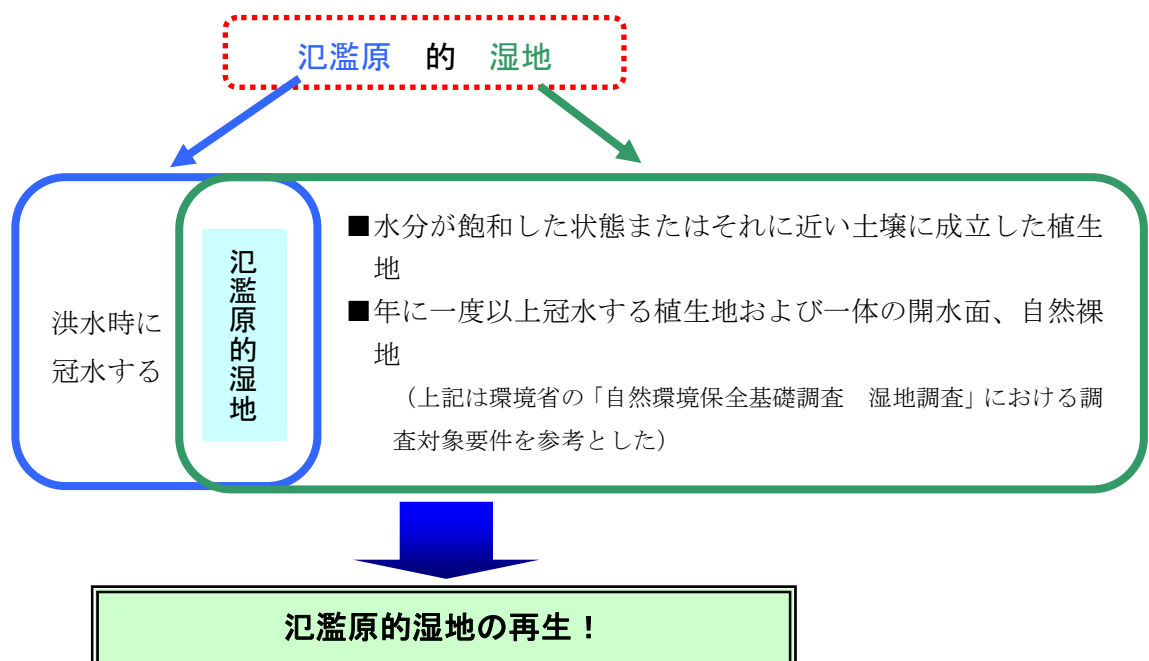 氾濫原 的 湿地
洪水時に
冠水する
氾濫原的湿地
■水分が飽和した状態またはそれに近い土壌に成立した植生
地
■年に一度以上冠水する植生地および一体の開水面、自然裸
地
（上記は環境省の「自然環境保全基礎調査　湿地調査」における調
査対象要件を参考とした）
氾濫原的湿地の再生！